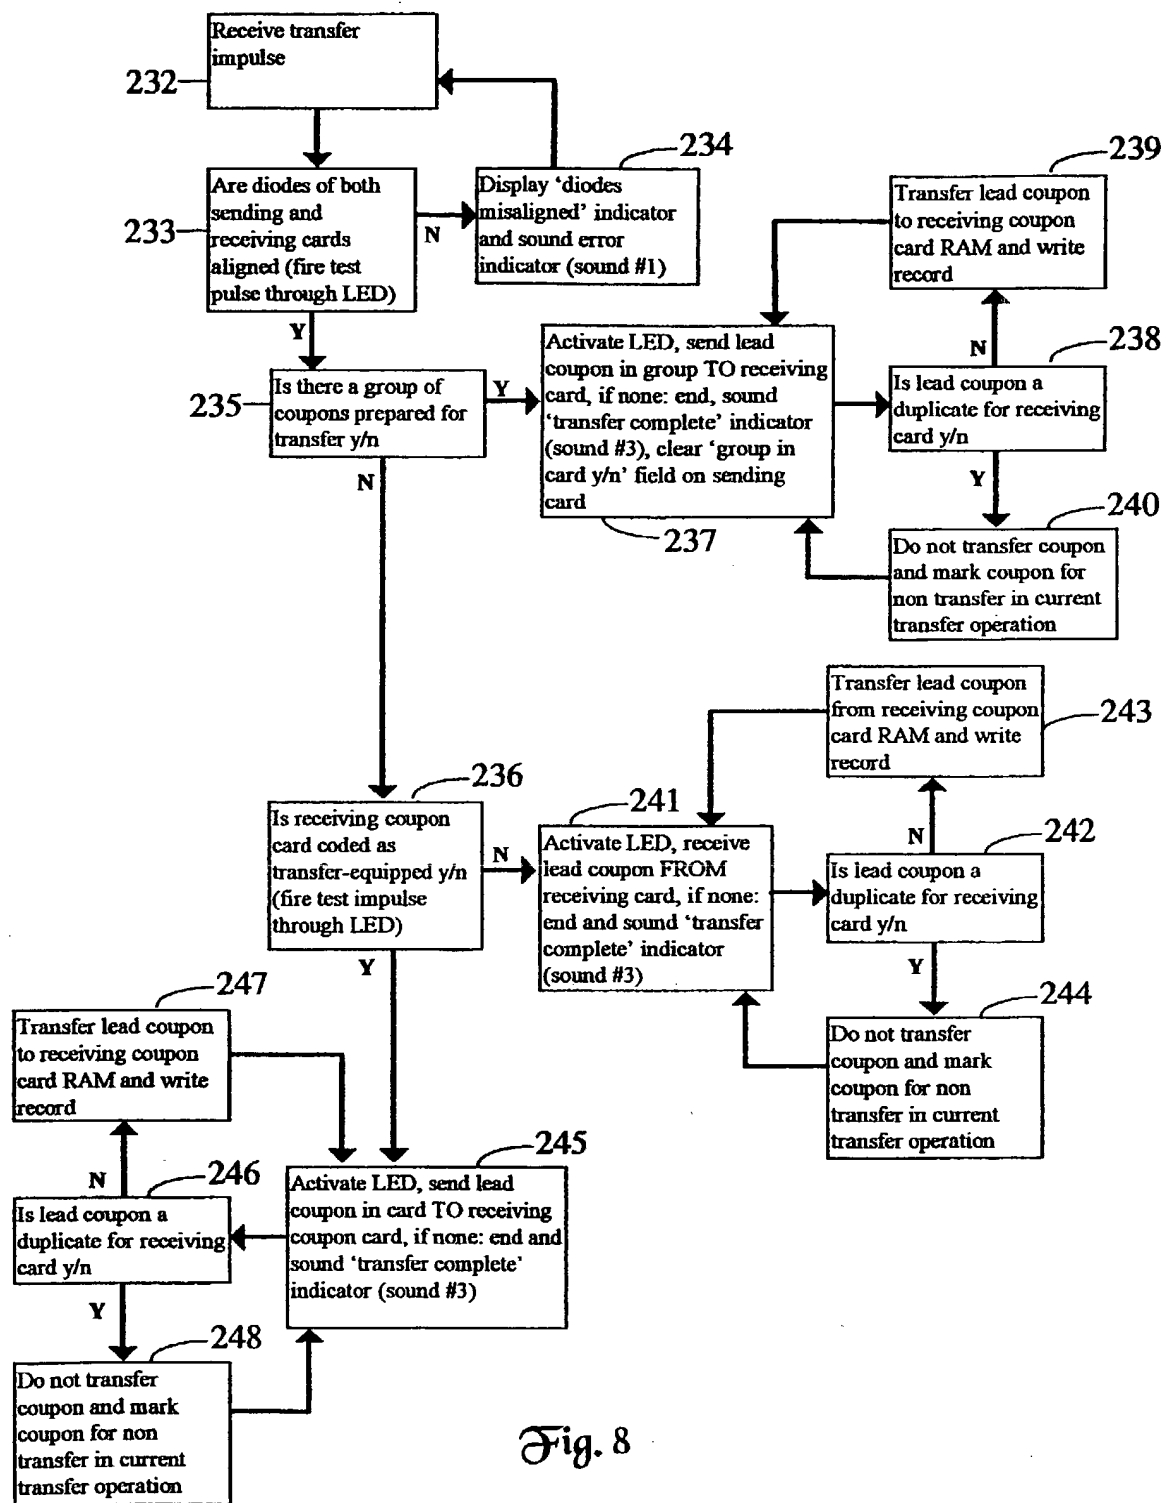 Receive transfer
impulse
232
Are diodes of both
sending and
receiving cards
aligned (fire test
pulse through LED)
233
N
Display ‘diodes
misaligned’ indicator
and sound error
indicator (sound #1)
234
Y
Is there a group of
coupons prepared for
transfer y/n
235
Y
N
Activate LED, send lead
coupon in group TO receiving
card, if none: end, sound
‘transfer complete’ indicator
(sound #3), clear ‘group in
card y/n’ field on sending
card
237
239
Transfer lead coupon
to receiving coupon
card RAM and write
record
N
238
Is lead coupon a
duplicate for receiving
card y/n
Y
240
Do not transfer coupon
and mark coupon for
non transfer in current
transfer operation
236
Is receiving coupon
card coded as
transfer-equipped y/n
(fire test impulse
through LED)
N
Y
241
Activate LED, receive
lead coupon FROM
receiving card, if none:
end and sound ‘transfer
complete’ indicator
(sound #3)
Transfer lead coupon
from receiving coupon
card RAM and write
record
243
N
242
Is lead coupon a
duplicate for receiving
card y/n
Y
244
Do not transfer
coupon and mark
coupon for non
transfer in current
transfer operation
247
Transfer lead coupon
to receiving coupon
card RAM and write
record
N
246
Is lead coupon a
duplicate for receiving
card y/n
Y
245
Activate LED, send lead
coupon in card TO receiving
coupon card, if none: end and
sound ‘transfer complete’
indicator (sound #3)
248
Do not transfer
coupon and mark
coupon for non
transfer in current
transfer operation
Fig. 8